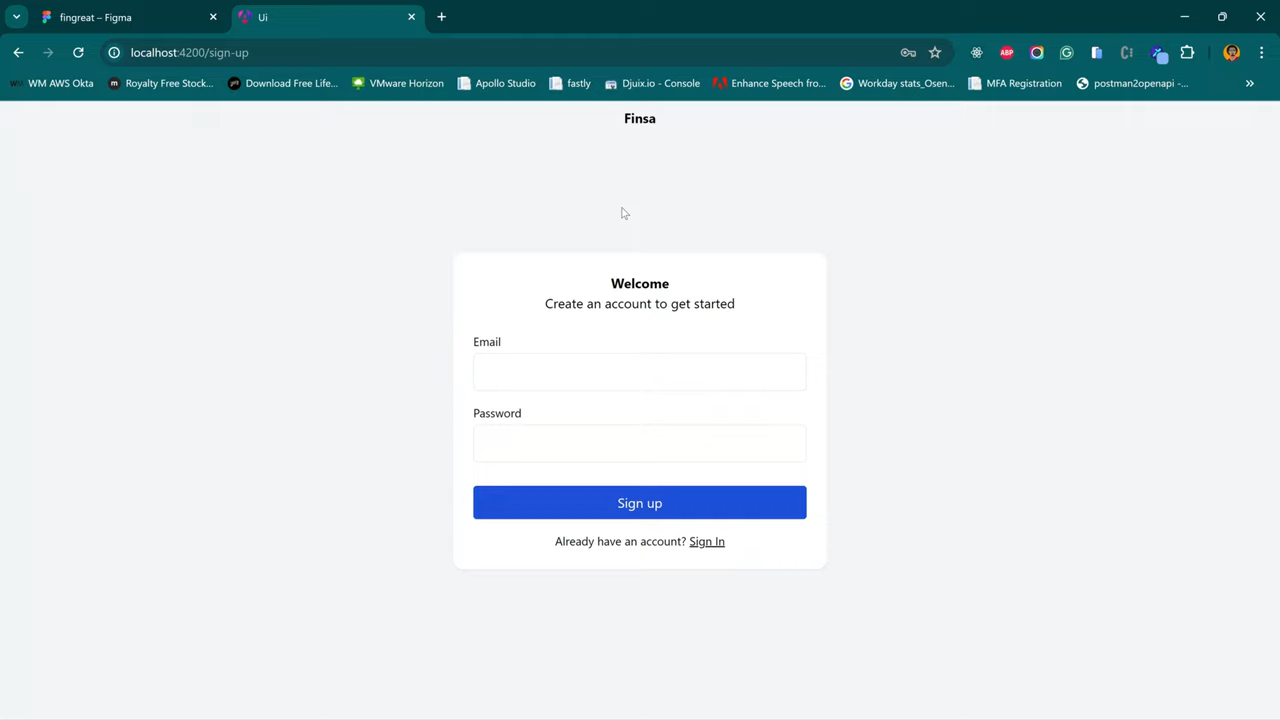 fingreat – Figma
Ui
localhost:4200/sign-up
ABP
WM AWS Okta
Royalty Free Stock...
Download Free Life...
VMware Horizon
Apollo Studio
fastly
Djuix.io - Console
Enhance Speech from...
Workday stats_Osen...
MFA Registration
postman2openapi -...
Finsa
Welcome
Create an account to get started
Email
Password
Sign up
Already have an account? Sign In